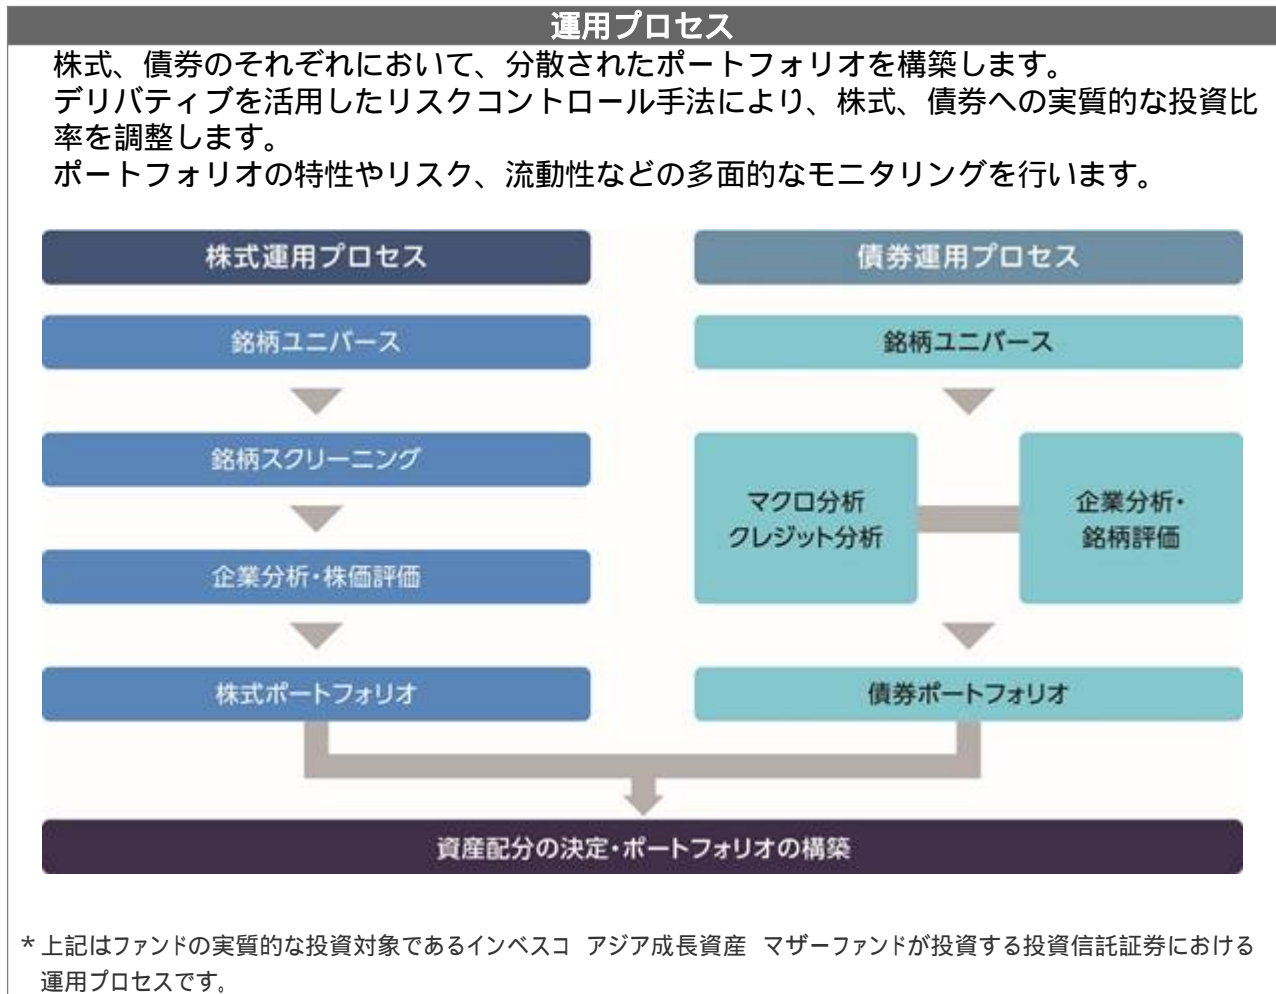 運用プロセス
株式、債券のそれぞれにおいて、分散されたポートフォリオを構築します。
デリバティブを活用したリスクコントロール手法により、株式、債券への実質的な投資比
率を調整します。
ポートフォリオの特性やリスク、流動性などの多面的なモニタリングを行います。
株式運用プロセス
銘柄ユニバース
銘柄スクリーニング
企業分析・株価評価
株式ポートフォリオ
債券運用プロセス
銘柄ユニバース
マクロ分析
クレジット分析
企業分析・
銘柄評価
債券ポートフォリオ
資産配分の決定・ポートフォリオの構築
*上記はファンドの実質的な投資対象であるインベスコ アジア成長資産 マザーファンドが投資する投資信託証券における
運用プロセスです。